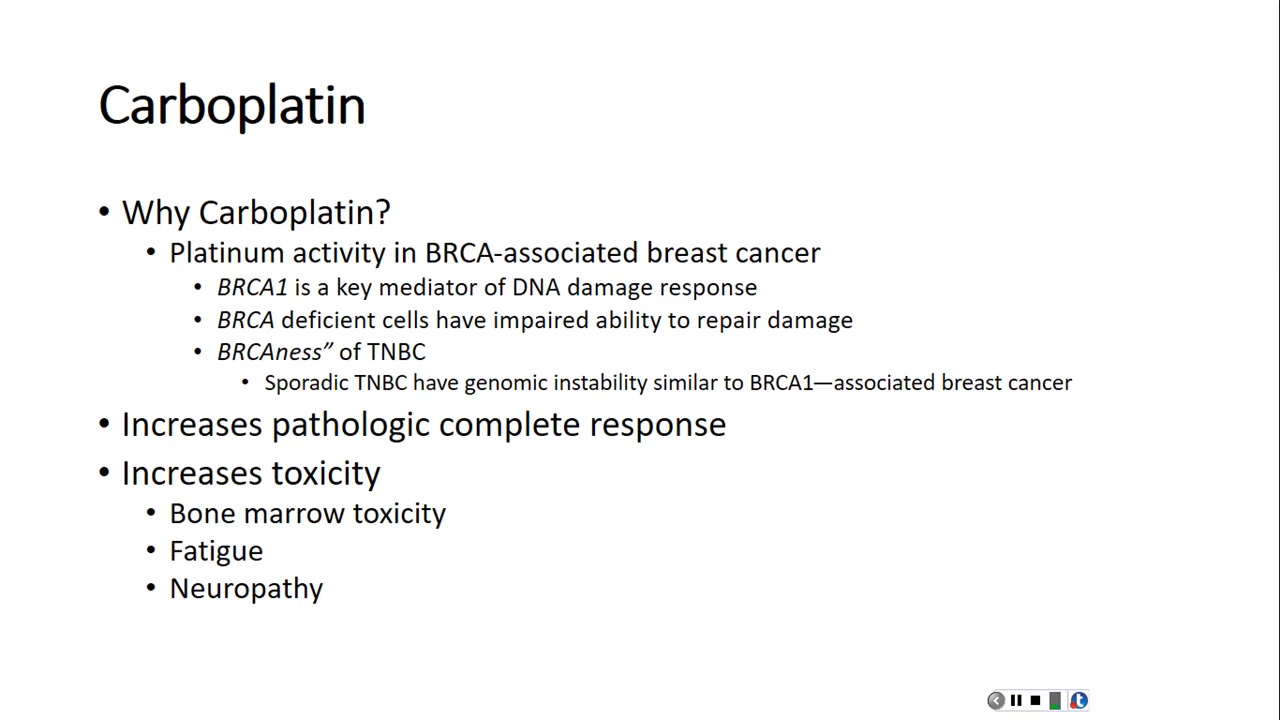 Carboplatin
• Why Carboplatin?
• Platinum activity in BRCA-associated breast cancer
• BRCA1 is a key mediator of DNA damage response
• BRCA deficient cells have impaired ability to repair damage
• BRCAness” of TNBC
• Sporadic TNBC have genomic instability similar to BRCA1—associated breast cancer
• Increases pathologic complete response
• Increases toxicity
• Bone marrow toxicity
• Fatigue
• Neuropathy
t